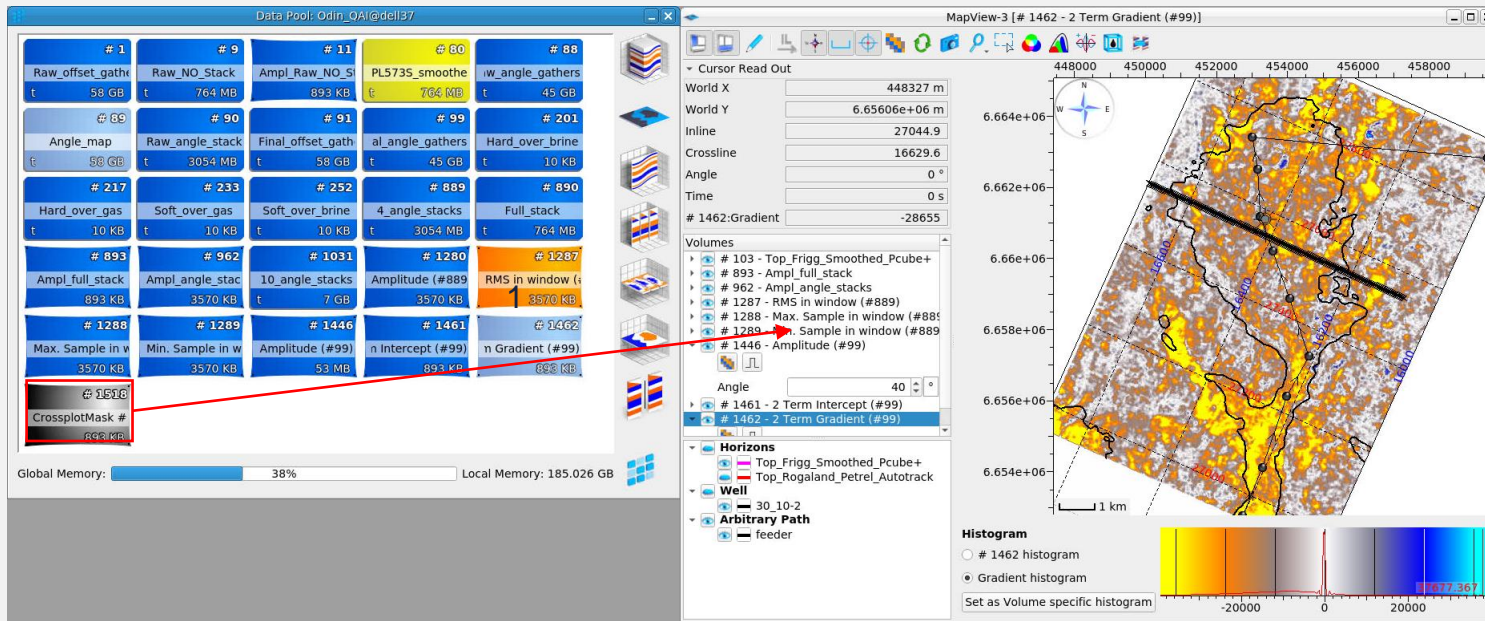 Data Pool: Odin_QAI@dell37
# 1
Raw_offset_gathe
t 58 GB
# 9
Raw_NO_Stack
t 764 MB
# 11
Ampl_Raw_NO_St
893 KB
# 80
PL573S_smoothe
t 764 MB
# 88
w_angle_gathers
t 45 GB
# 89
Angle_map
t 58 GB
# 90
Raw_angle_stack
t 3054 MB
# 91
Final_offset_gath
t 58 GB
# 99
al_angle_gathers
t 45 GB
# 201
Hard_over_brine
t 10 KB
# 217
Hard_over_gas
t 10 KB
# 233
Soft_over_gas
t 10 KB
# 252
Soft_over_brine
t 10 KB
# 889
4_angle_stacks
t 3054 MB
# 890
Full_stack
t 764 MB
# 893
Ampl_full_stack
893 KB
# 962
Ampl_angle_stac
3570 KB
# 1031
10_angle_stacks
t 7 GB
# 1280
Amplitude (#889
3570 KB
# 1287
RMS in window (#
1
3570 KB
# 1288
Max. Sample in w
3570 KB
# 1289
Min. Sample in w
3570 KB
# 1446
Amplitude (#99)
53 MB
# 1461
n Intercept (#99)
893 KB
# 1462
n Gradient (#99)
893 KB
# 1518
CrossplotMask #
893 KB
Global Memory: 38% Local Memory: 185.026 GB
MapView-3 [# 1462 - 2 Term Gradient (#99)]
Cursor Read Out
World X 448327 m
World Y 6.65606e+06 m
Inline 27044.9
Crossline 16629.6
Angle 0 °
Time 0 s
# 1462:Gradient -28655
Volumes
# 103 - Top_Frigg_Smoothed_Pcube+
# 893 - Ampl_full_stack
# 962 - Ampl_angle_stacks
# 1287 - RMS in window (#889)
# 1288 - Max. Sample in window (#889
# 1289 - Min. Sample in window (#889
# 1446 - Amplitude (#99)
Angle 40 °
# 1461 - 2 Term Intercept (#99)
# 1462 - 2 Term Gradient (#99)
Horizons
Top_Frigg_Smoothed_Pcube+
Top_Rogaland_Petrel_Autotrack
Well
30_10-2
Arbitrary Path
feeder
448000 450000 452000 454000 456000 458000
N
W E
S
6.664e+06
6.662e+06
6.66e+06
6.658e+06
6.656e+06
6.654e+06
16600
16400
16200
16000
1 km
Histogram
# 1462 histogram
Gradient histogram
Set as Volume specific histogram
-20000 0 20000